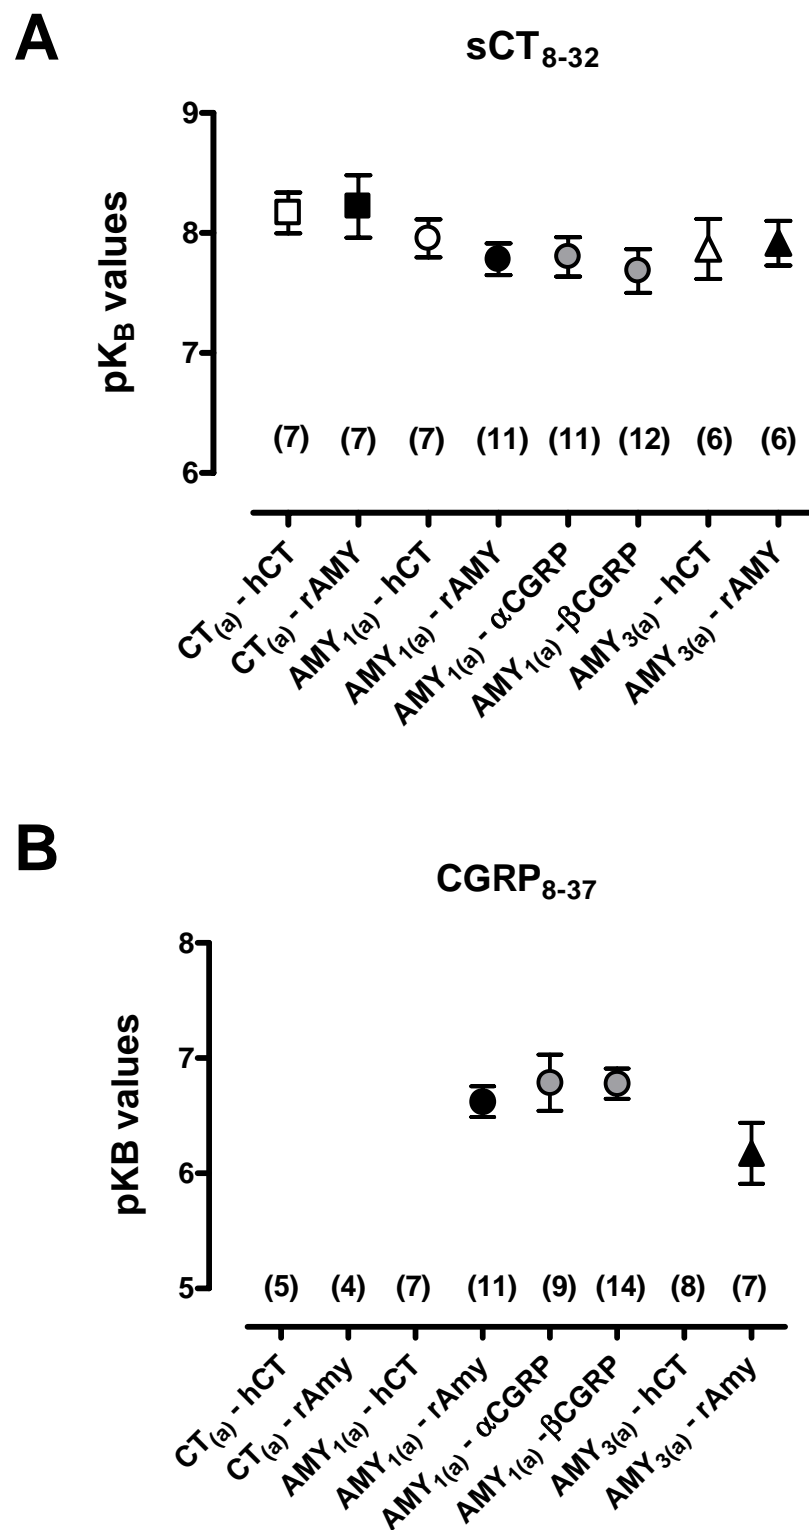 A
sCT8-32
9
8
7
6
pKB values
(7) (7) (7) (11) (11) (12) (6) (6)
CT(a) - hCT
CT(a) - rAMY
AMY1(a) - hCT
AMY1(a) - rAMY
AMY1(a) - αCGRP
AMY1(a) -βCGRP
AMY3(a) - hCT
AMY3(a) - rAMY
B
CGRP8-37
8
7
6
5
pKB values
(5) (4) (7) (11) (9) (14) (8) (7)
CT(a) - hCT
CT(a) - rAmy
AMY1(a) - hCT
AMY1(a) - rAmy
AMY1(a) - αCGRP
AMY1(a) -βCGRP
AMY3(a) - hCT
AMY3(a) - rAmy